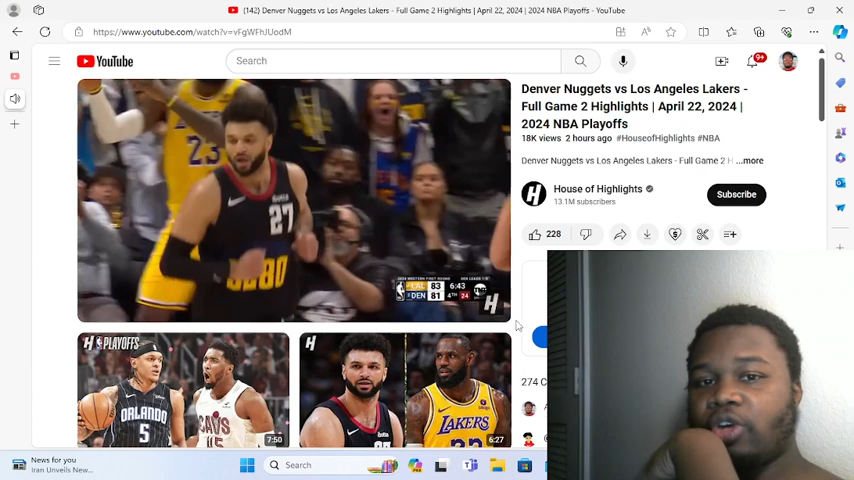 (142) Denver Nuggets vs Los Angeles Lakers - Full Game 2 Highlights | April 22, 2024 | 2024 NBA Playoffs - YouTube
https://www.youtube.com/watch?v=vFgWFhJUodM
YouTube
Search
9+
Denver Nuggets vs Los Angeles Lakers -
Full Game 2 Highlights | April 22, 2024 |
2024 NBA Playoffs
18K views 2 hours ago #HouseofHighlights #NBA
Denver Nuggets vs Los Angeles Lakers - Full Game 2 H ...more
House of Highlights
13.1M subscribers
Subscribe
228
23
27
LAL 83 6:43
DEN 81 4TH 24
H
H PLAYOFFS
ORLANDO
5
CAVS
7:50
H
LAKERS
6:27
274 C
News for you
Iran Unveils New...
Search